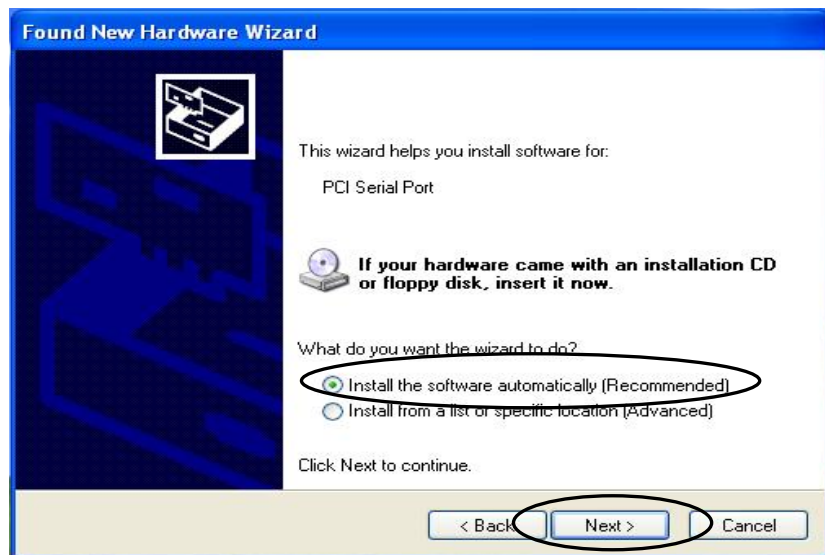 Found New Hardware Wizard
This wizard helps you install software for:
PCI Serial Port
If your hardware came with an installation CD
or floppy disk, insert it now.
What do you want the wizard to do?
Install the software automatically (Recommended)
Install from a list or specific location (Advanced)
Click Next to continue.
< Back Next > Cancel